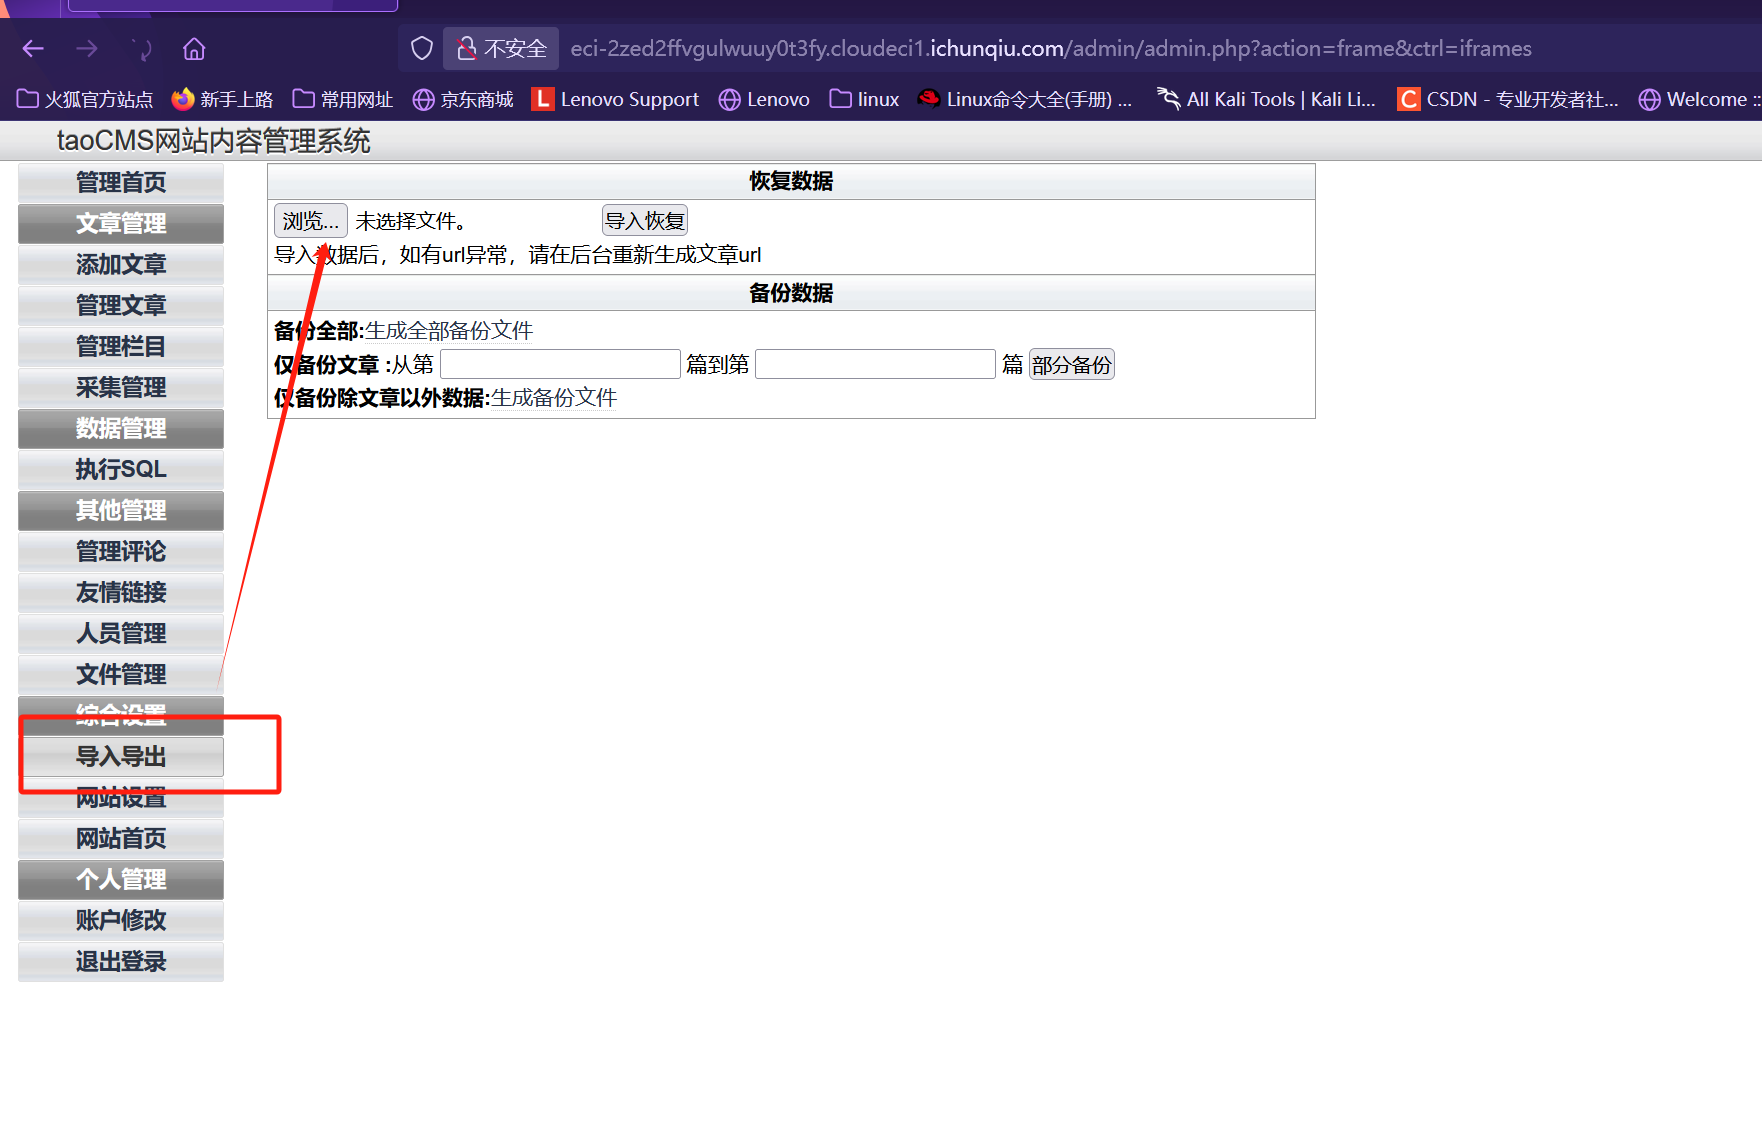 不安全 eci-2zed2ffvgulwuuy0t3fy.cloudeci1.ichunqiu.com/admin/admin.php?action=frame&ctrl=iframes
火狐官方站点 新手上路 常用网址 京东商城 Lenovo Support Lenovo linux Linux命令大全(手册) ... All Kali Tools | Kali Li... CSDN - 专业开发者社... Welcome ::
taoCMS网站内容管理系统
管理首页
文章管理
添加文章
管理文章
管理栏目
采集管理
数据管理
执行SQL
其他管理
管理评论
友情链接
人员管理
文件管理
综合设置
导入导出
网站设置
网站首页
个人管理
账户修改
退出登录
恢复数据
浏览... 未选择文件。 导入恢复
导入数据后，如有url异常，请在后台重新生成文章url
备份数据
备份全部:生成全部备份文件
仅备份文章 :从第 篇到第 篇 部分备份
仅备份除文章以外数据:生成备份文件